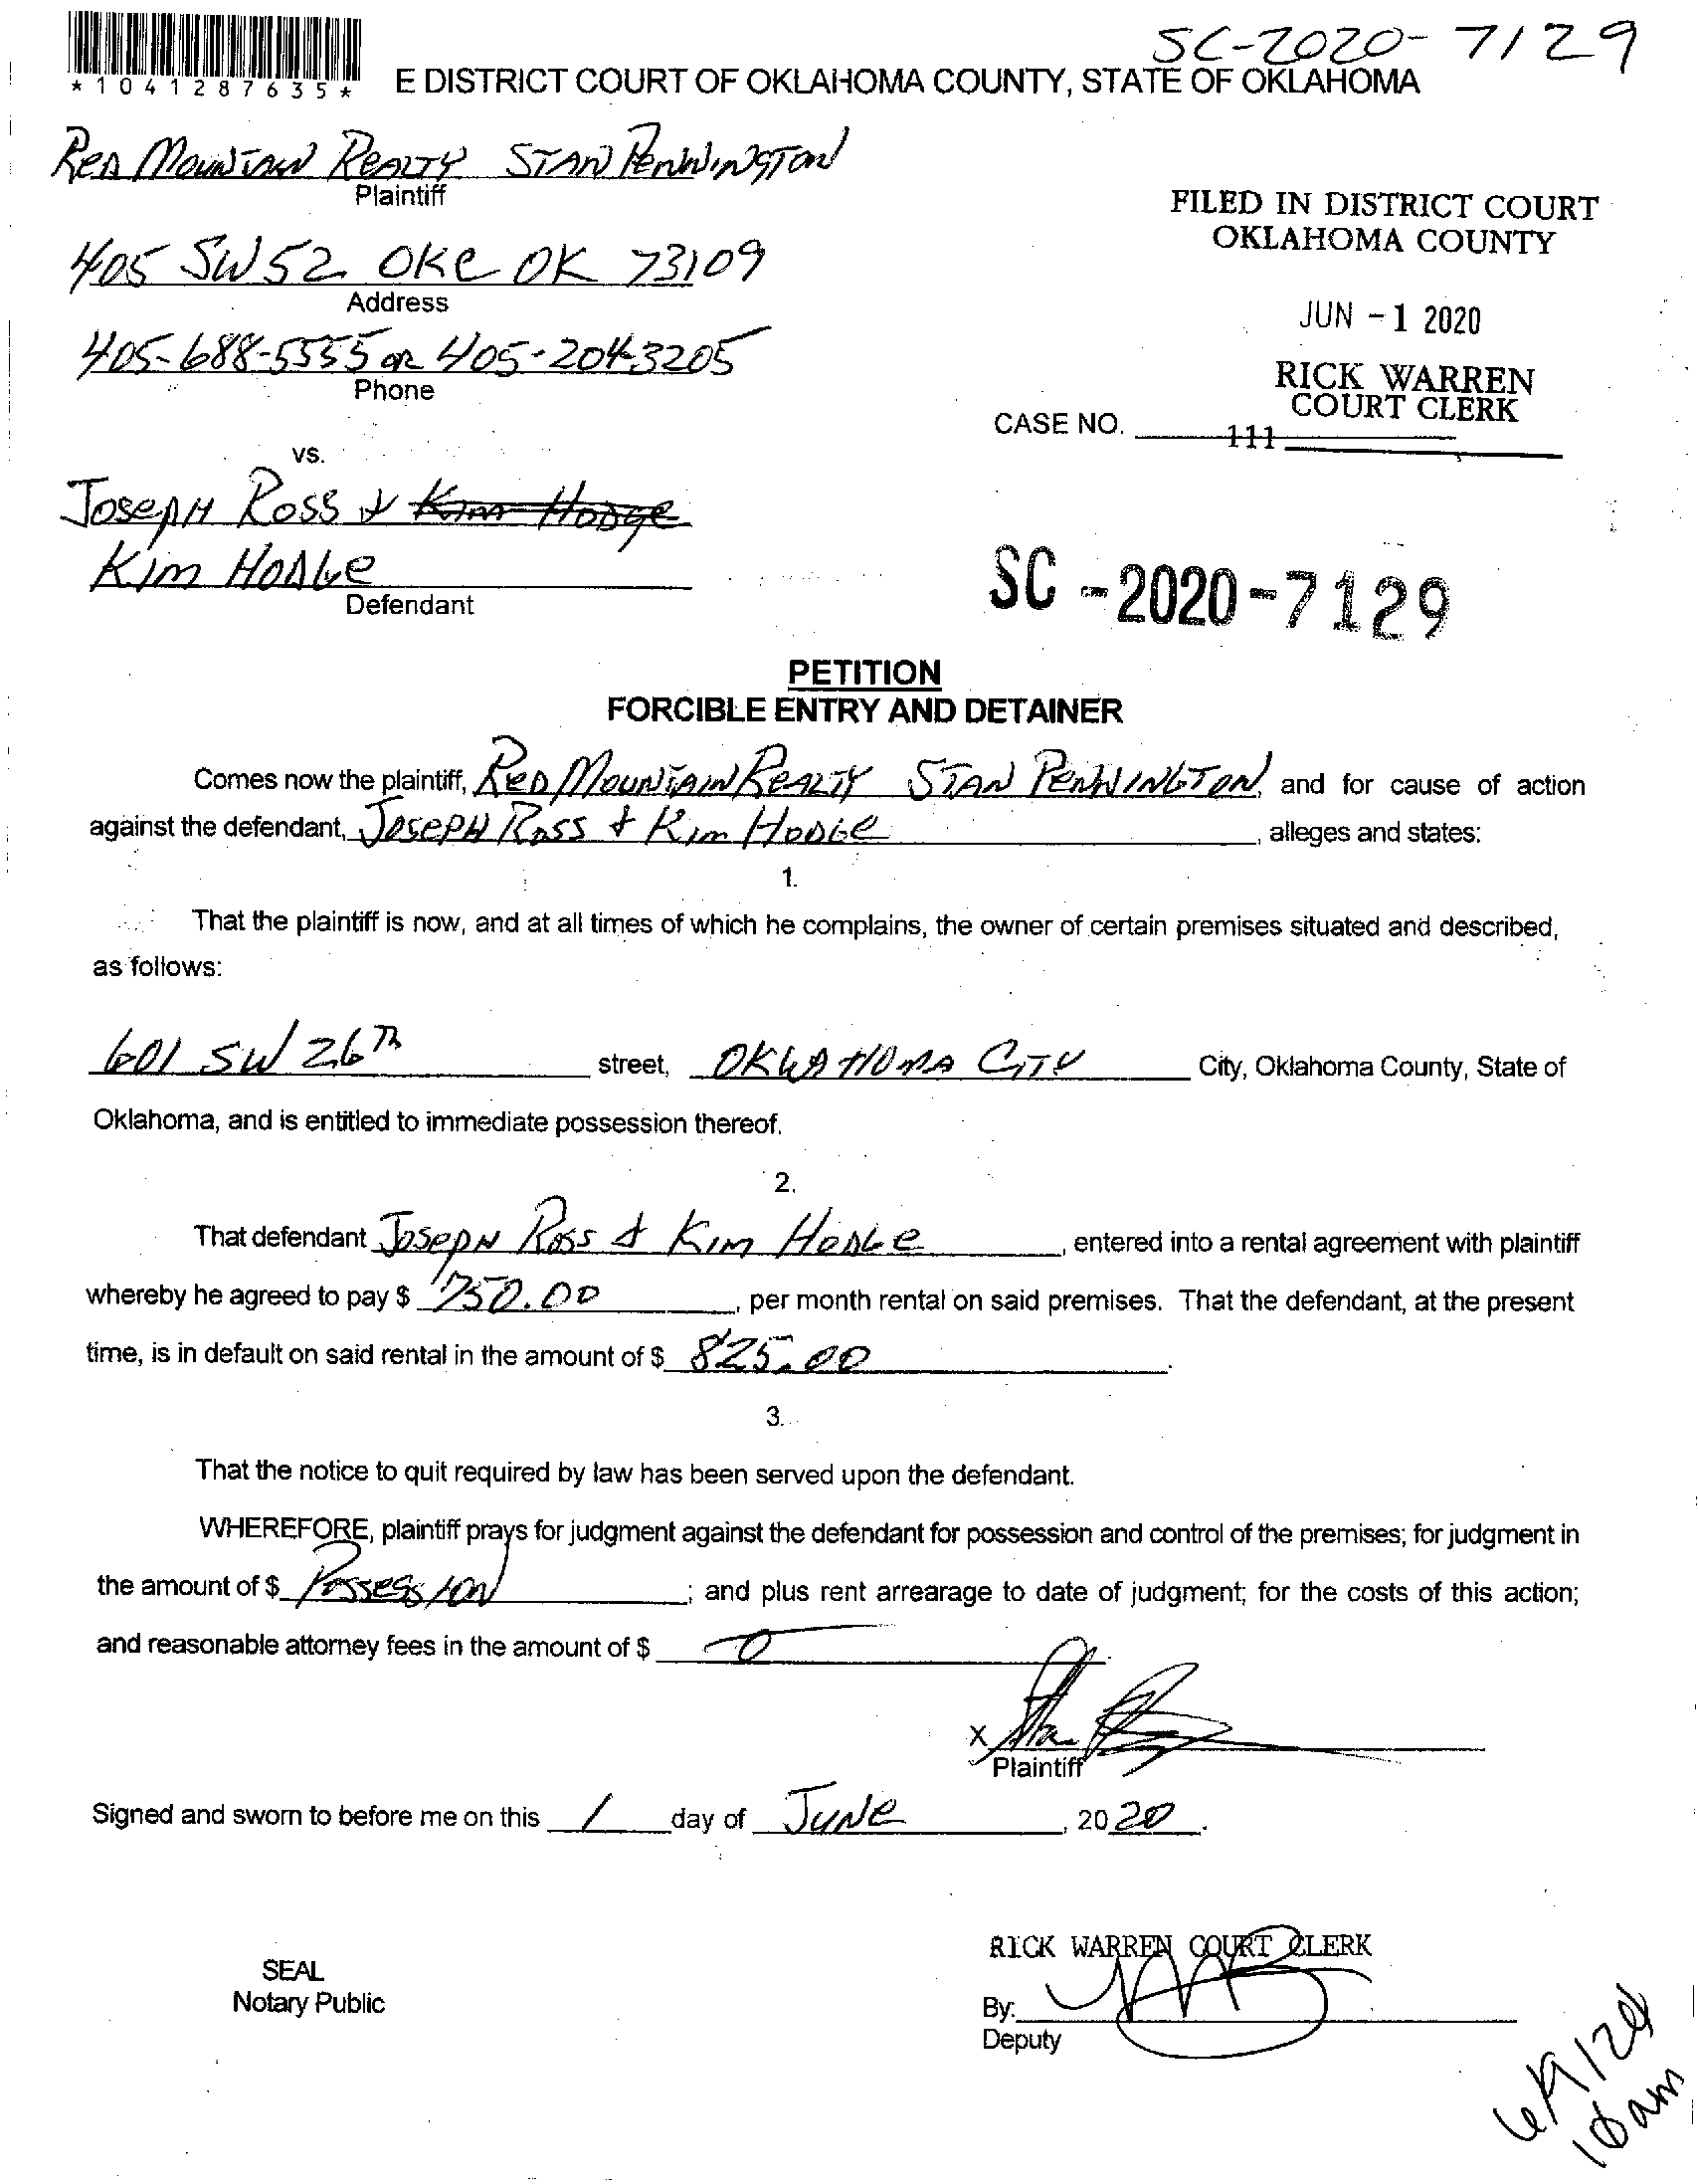 SC-2020-7129
*1041287635*
E DISTRICT COURT OF OKLAHOMA COUNTY, STATE OF OKLAHOMA
RED MOUNTAIN REALTY STAN PENNINGTON
Plaintiff
FILED IN DISTRICT COURT
OKLAHOMA COUNTY
405 SW 52 OKC OK 73109
Address
JUN -1 2020
405-688-5555 OR 405-204-3205
Phone
RICK WARREN
COURT CLERK
CASE NO. 111
vs.
JOSEPH ROSS & Kim HODGE
KIM HODGE
Defendant
SC -2020-7129
PETITION
FORCIBLE ENTRY AND DETAINER
Comes now the plaintiff, RED MOUNTAIN REALTY STAN PENNINGTON, and for cause of action
against the defendant, JOSEPH ROSS & Kim HODGE, alleges and states:
1.
That the plaintiff is now, and at all times of which he complains, the owner of certain premises situated and described,
as follows:
601 SW 26TH street, OKLAHOMA CITY City, Oklahoma County, State of
Oklahoma, and is entitled to immediate possession thereof.
2.
That defendant JOSEPH ROSS & KIM HODGE, entered into a rental agreement with plaintiff
whereby he agreed to pay $ 750.00, per month rental on said premises. That the defendant, at the present
time, is in default on said rental in the amount of $ 825.00.
3.
That the notice to quit required by law has been served upon the defendant.
WHEREFORE, plaintiff prays for judgment against the defendant for possession and control of the premises; for judgment in
the amount of $ POSSESSION; and plus rent arrearage to date of judgment; for the costs of this action;
and reasonable attorney fees in the amount of $ 0.
X
Plaintiff
Signed and sworn to before me on this 1 day of JUNE, 2020.
RICK WARREN COURT CLERK
SEAL
Notary Public
By:
Deputy
10 am